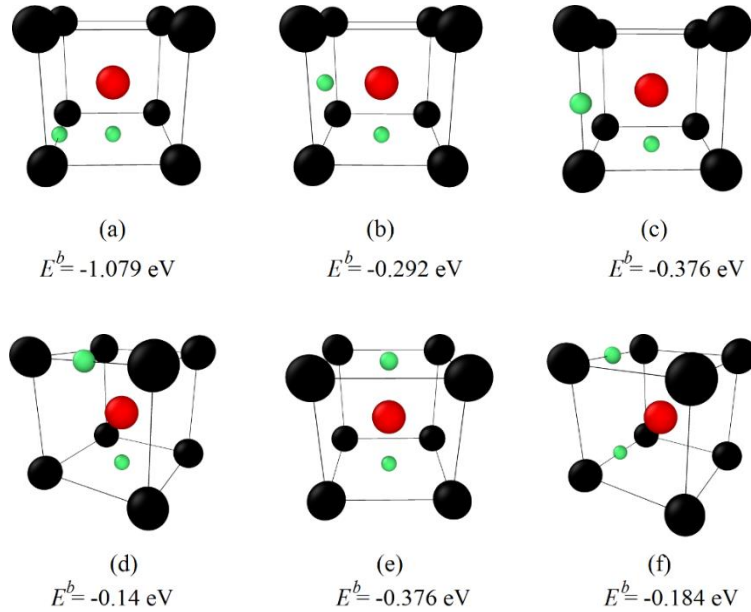 (a) (b) (c)
E^b= -1.079 eV E^b= -0.292 eV E^b= -0.376 eV
(d) (e) (f)
E^b= -0.14 eV E^b= -0.376 eV E^b= -0.184 eV